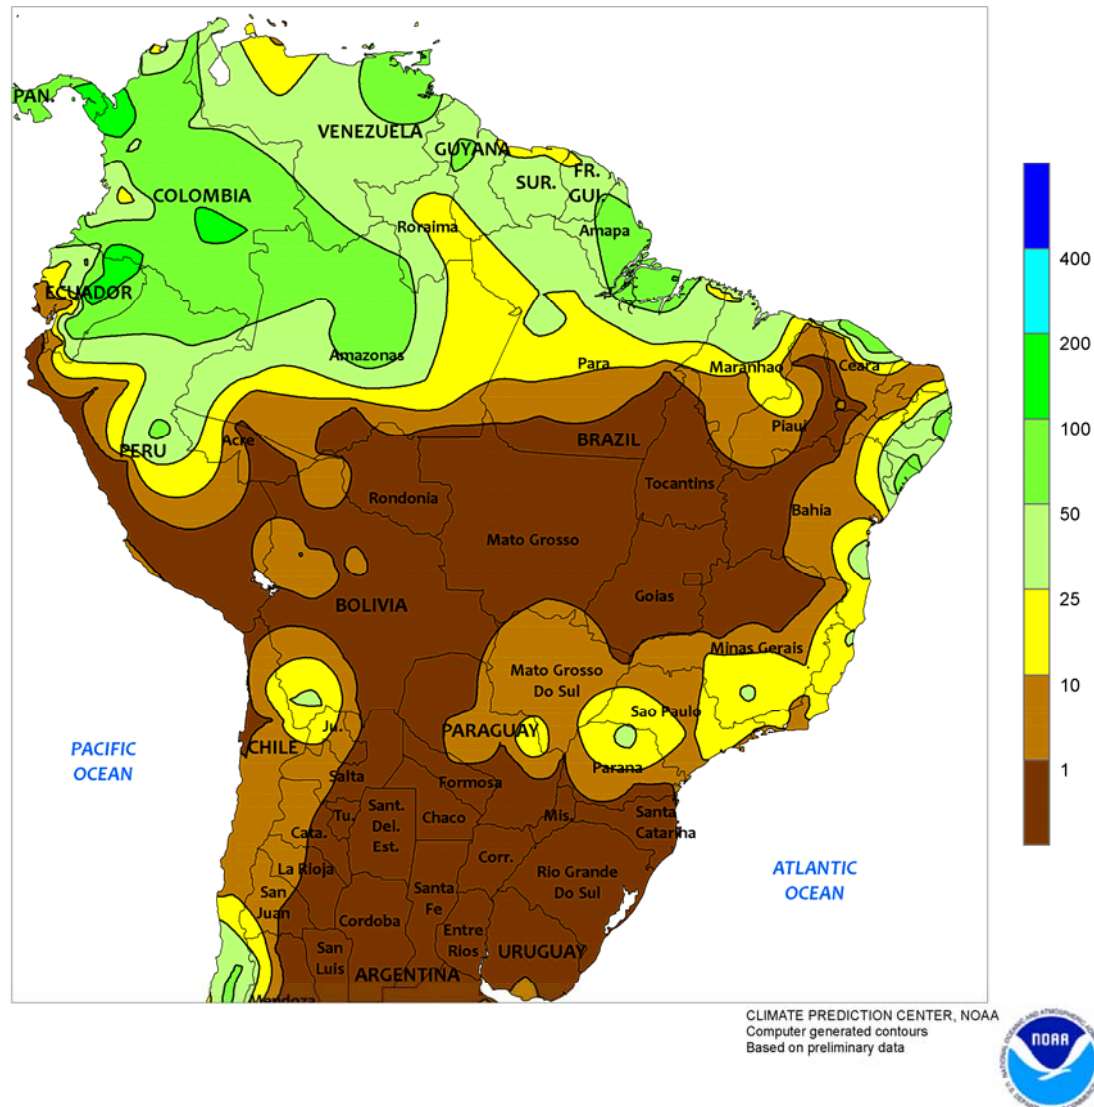 PAN.
VENEZUELA
GUYANA
FR.
GUI.
SUR.
COLOMBIA
Roraima
Amapa
ECUADOR
Amazonas
Para
Maranhao
Ceara
PERU
Acre
BRAZIL
Piaui
Tocantins
Rondonia
Bahia
Mato Grosso
BOLIVIA
Goias
Minas Gerais
Mato Grosso
Do Sul
Sao Paulo
Ju.
PARAGUAY
CHILE
PACIFIC
OCEAN
Parana
Salta
Formosa
Sant.
Del.
Est.
Tu.
Chaco
Mis.
Santa
Catariha
Cata.
Corr.
La Rioja
Rio Grande
Do Sul
ATLANTIC
OCEAN
San
Juan
Santa
Fe
Cordoba
Entre
Rios
San
Luis
URUGUAY
ARGENTINA
Mendoza
400
200
100
50
25
10
1
CLIMATE PREDICTION CENTER, NOAA
Computer generated contours
Based on preliminary data
NOAA